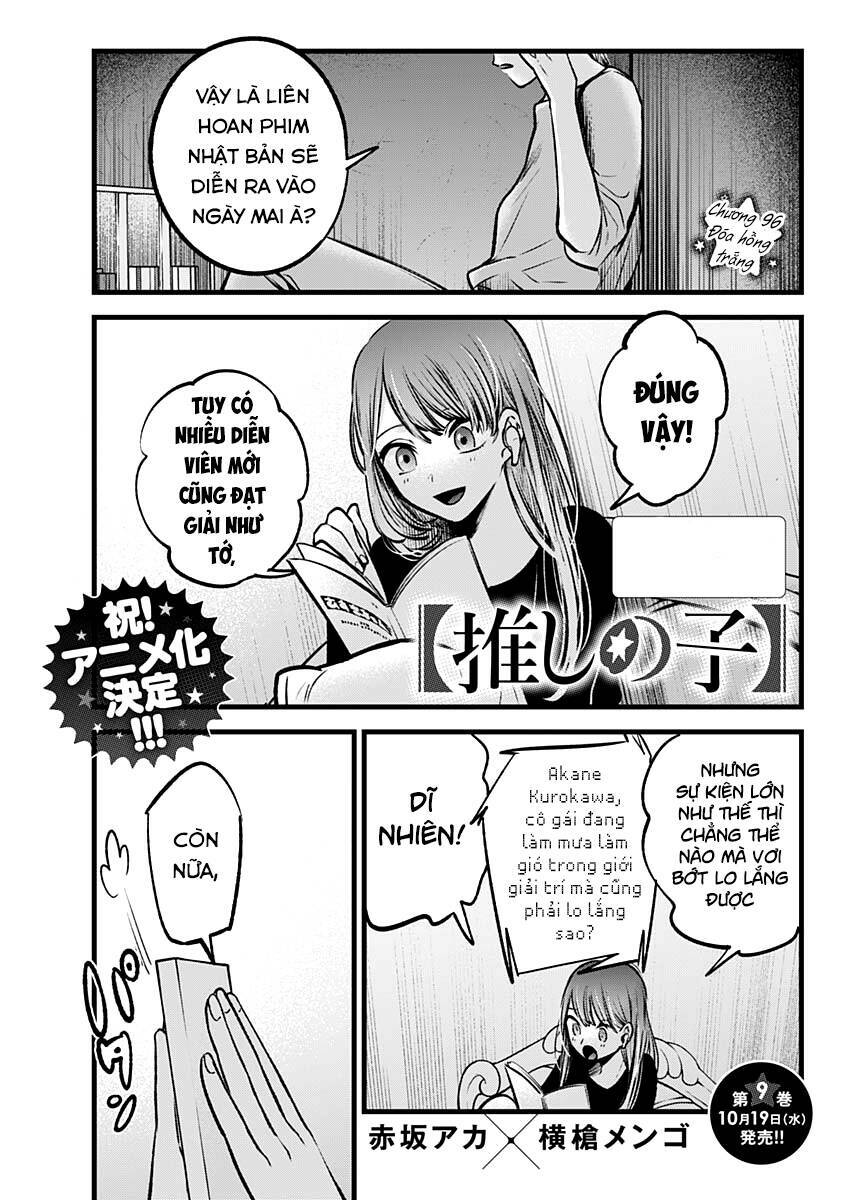 VẬY LÀ LIÊN
HOAN PHIM
NHẬT BẢN SẼ
DIỄN RA VÀO
NGÀY MAI À?
Chương 96
Đóa hồng
trắng
ĐÚNG
VẬY!
TUY CÓ
NHIỀU DIỄN
VIÊN MỚI
CŨNG ĐẠT
GIẢI NHƯ
TỚ,
【推しの子】
祝!
アニメ化
決定
!!!
NHƯNG
SỰ KIỆN LỚN
NHƯ THẾ THÌ
CHẲNG THỂ
NÀO MÀ VƠI
BỚT LO LẮNG
ĐƯỢC
Akane
Kurokawa,
cô gái đang
làm mưa làm
gió trong giới
giải trí mà cũng
phải lo lắng
sao?
DĨ
NHIÊN!
CÒN
NỮA,
パタン
第9巻
10月19日(水)
発売!!
赤坂アカ×横槍メンゴ